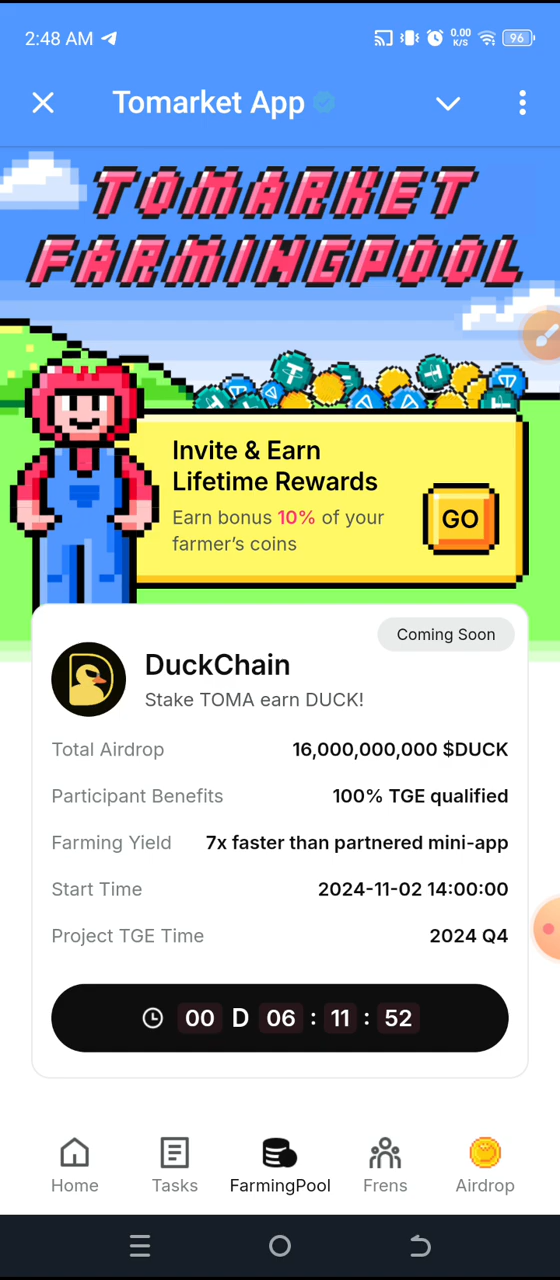 2:48 AM
0.00
K/S
96
Tomarket App
TOMARKET
FARMINGPOOL
Invite & Earn
Lifetime Rewards
Earn bonus 10% of your
farmer's coins
GO
Coming Soon
DuckChain
Stake TOMA earn DUCK!
Total Airdrop 16,000,000,000 $DUCK
Participant Benefits 100% TGE qualified
Farming Yield 7x faster than partnered mini-app
Start Time 2024-11-02 14:00:00
Project TGE Time 2024 Q4
00 D 06 : 11 : 52
Home Tasks FarmingPool Frens Airdrop